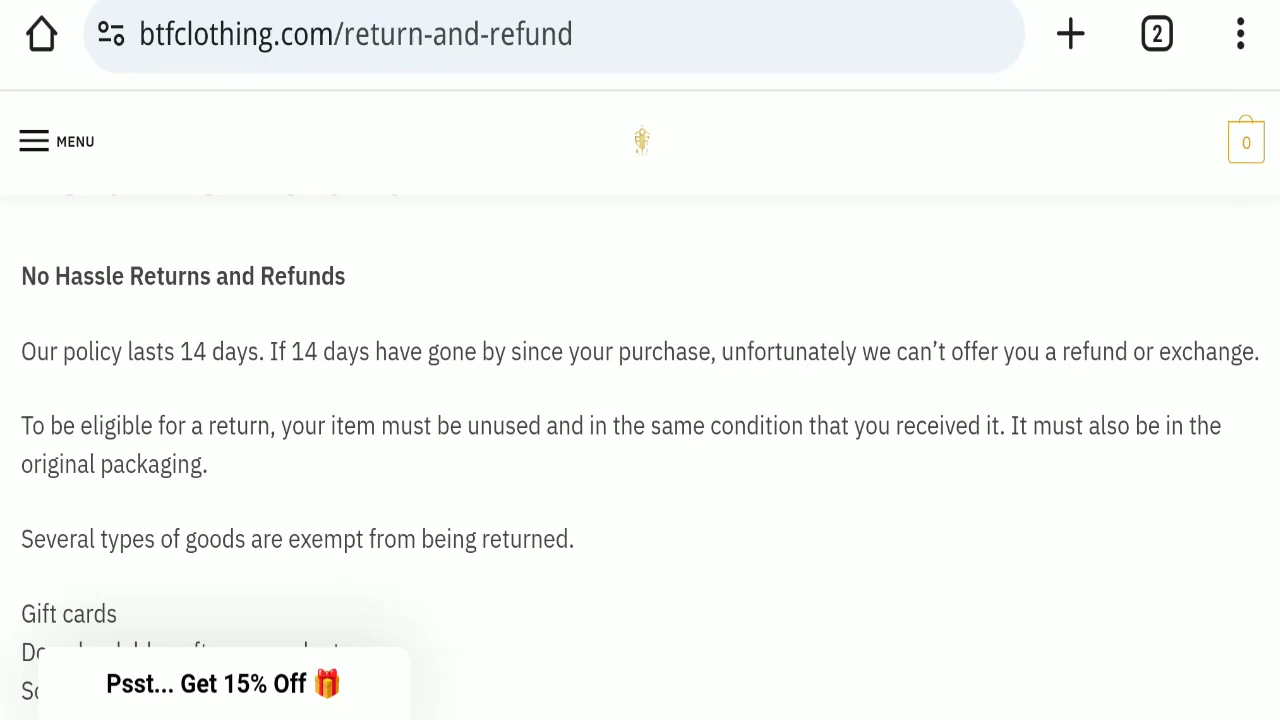 btfclothing.com/return-and-refund
2
MENU
0
No Hassle Returns and Refunds
Our policy lasts 14 days. If 14 days have gone by since your purchase, unfortunately we can’t offer you a refund or exchange.
To be eligible for a return, your item must be unused and in the same condition that you received it. It must also be in the
original packaging.
Several types of goods are exempt from being returned.
Gift cards
Psst... Get 15% Off 🎁